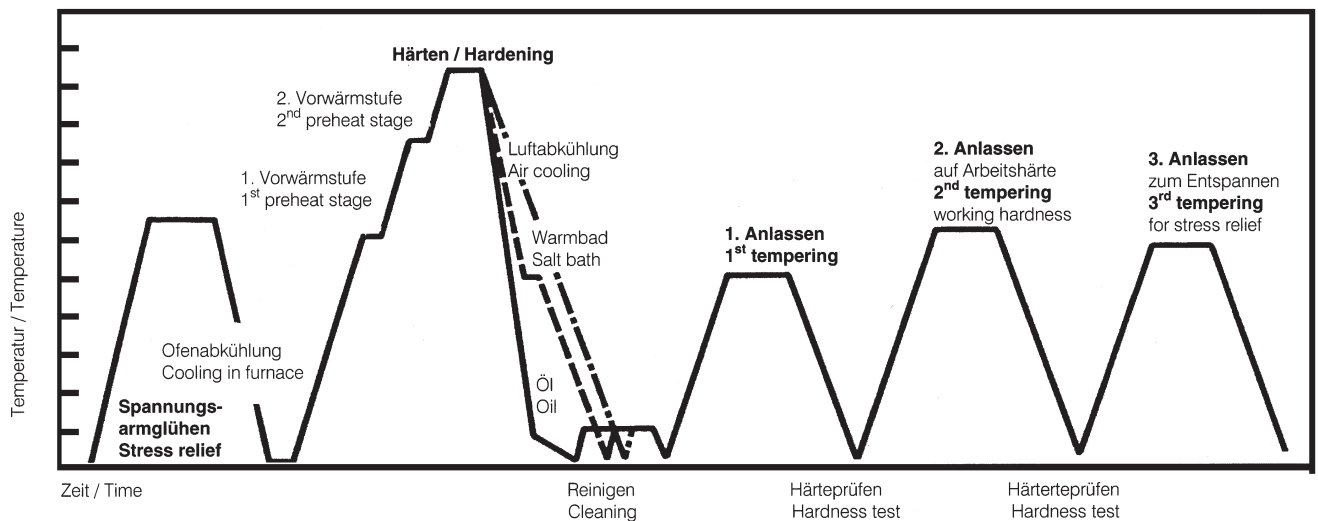 Härten / Hardening
2. Vorwärmstufe
2nd preheat stage
1. Vorwärmstufe
1st preheat stage
Luftabkühlung
Air cooling
Warmbad
Salt bath
Öl
Oil
Ofenabkühlung
Cooling in furnace
Spannungs-
armglühen
Stress relief
1. Anlassen
1st tempering
2. Anlassen
auf Arbeitshärte
2nd tempering
working hardness
3. Anlassen
zum Entspannen
3rd tempering
for stress relief
Temperatur / Temperature
Zeit / Time
Reinigen
Cleaning
Härteprüfen
Hardness test
Härterteprüfen
Hardness test